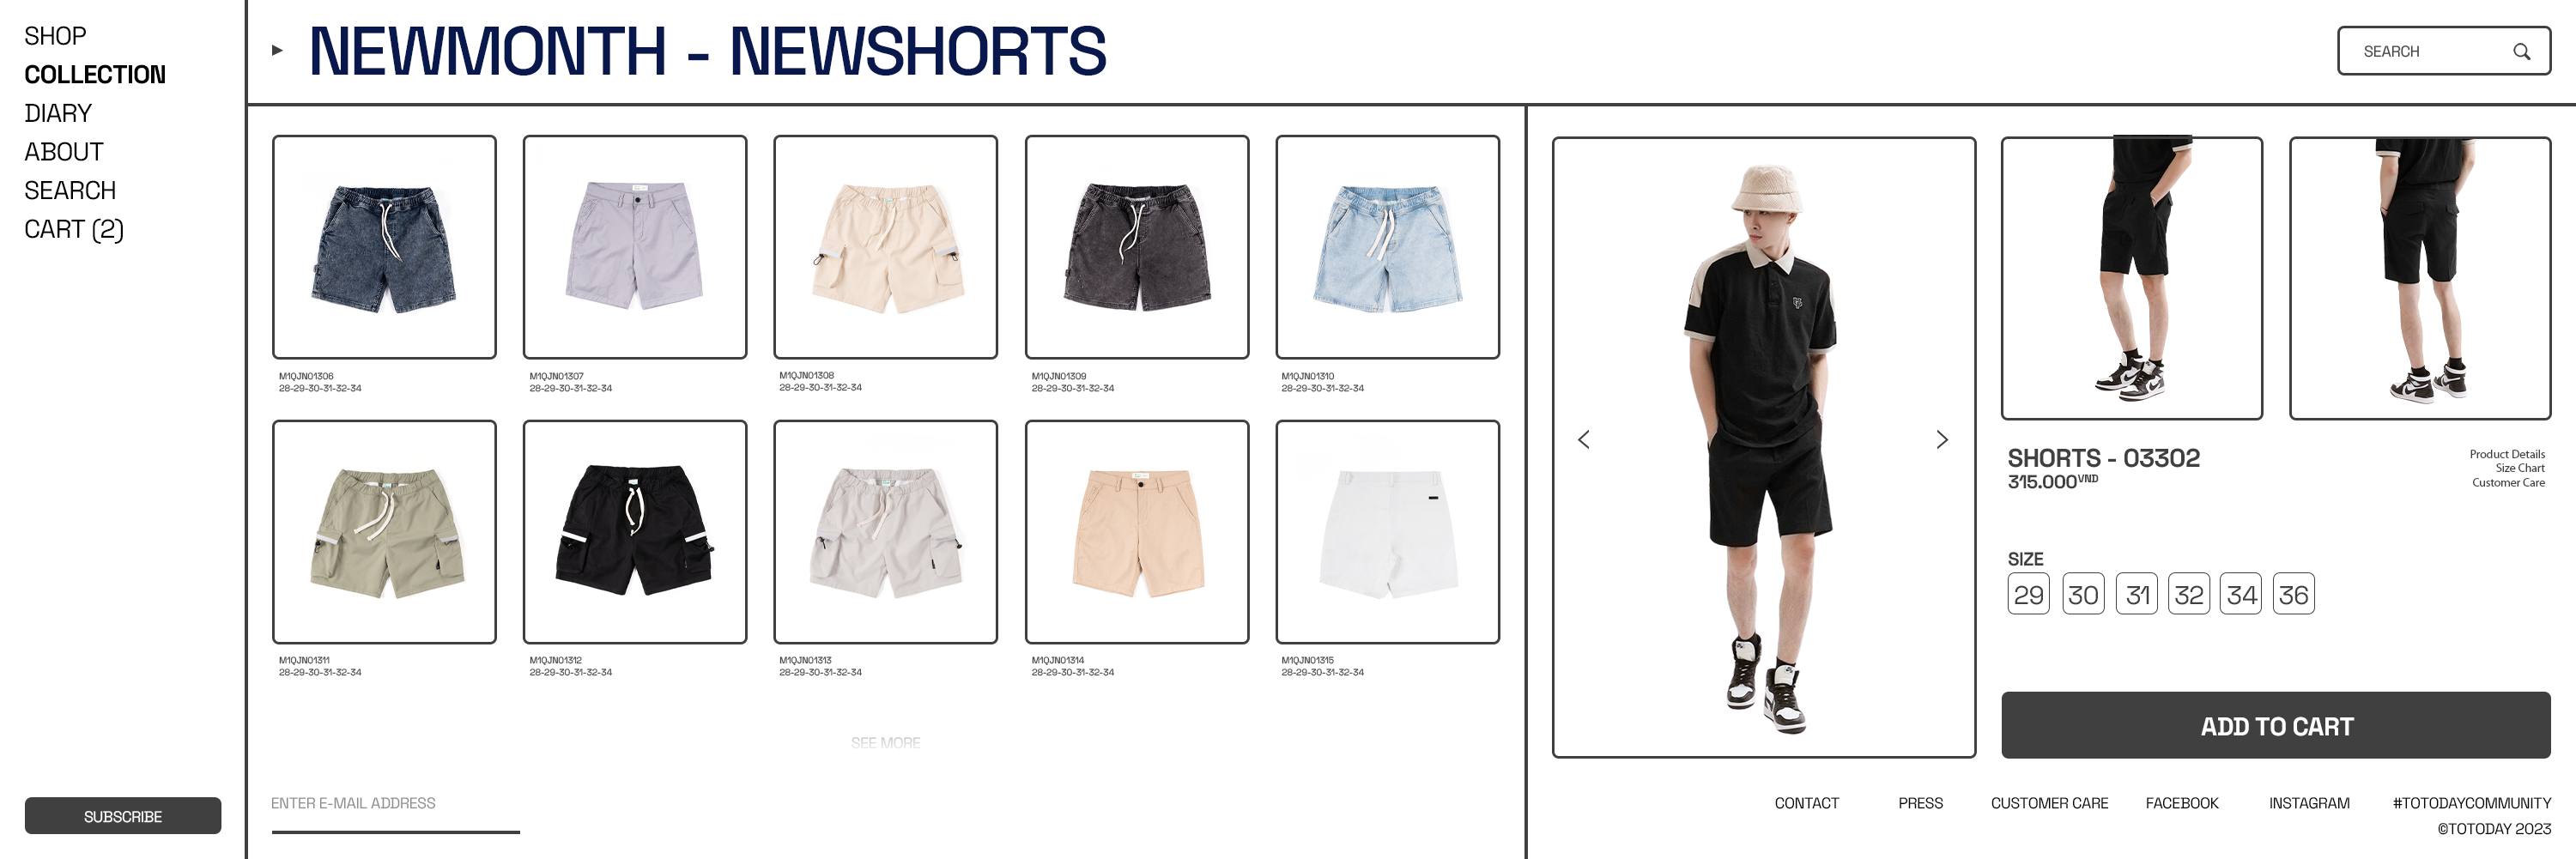 SHOP
COLLECTION
DIARY
ABOUT
SEARCH
CART (2)
SUBSCRIBE
NEWMONTH - NEWSHORTS
SEARCH
M1QJN01306
28-29-30-31-32-34
M1QJN01307
28-29-30-31-32-34
M1QJN01308
28-29-30-31-32-34
M1QJN01309
28-29-30-31-32-34
M1QJN01310
28-29-30-31-32-34
M1QJN01311
28-29-30-31-32-34
M1QJN01312
28-29-30-31-32-34
M1QJN01313
28-29-30-31-32-34
M1QJN01314
28-29-30-31-32-34
M1QJN01315
28-29-30-31-32-34
SEE MORE
ENTER E-MAIL ADDRESS
SHORTS - 03302
315.000VND
Product Details
Size Chart
Customer Care
SIZE
29 30 31 32 34 36
ADD TO CART
CONTACT PRESS CUSTOMER CARE FACEBOOK INSTAGRAM #TOTODAYCOMMUNITY
©TOTODAY 2023